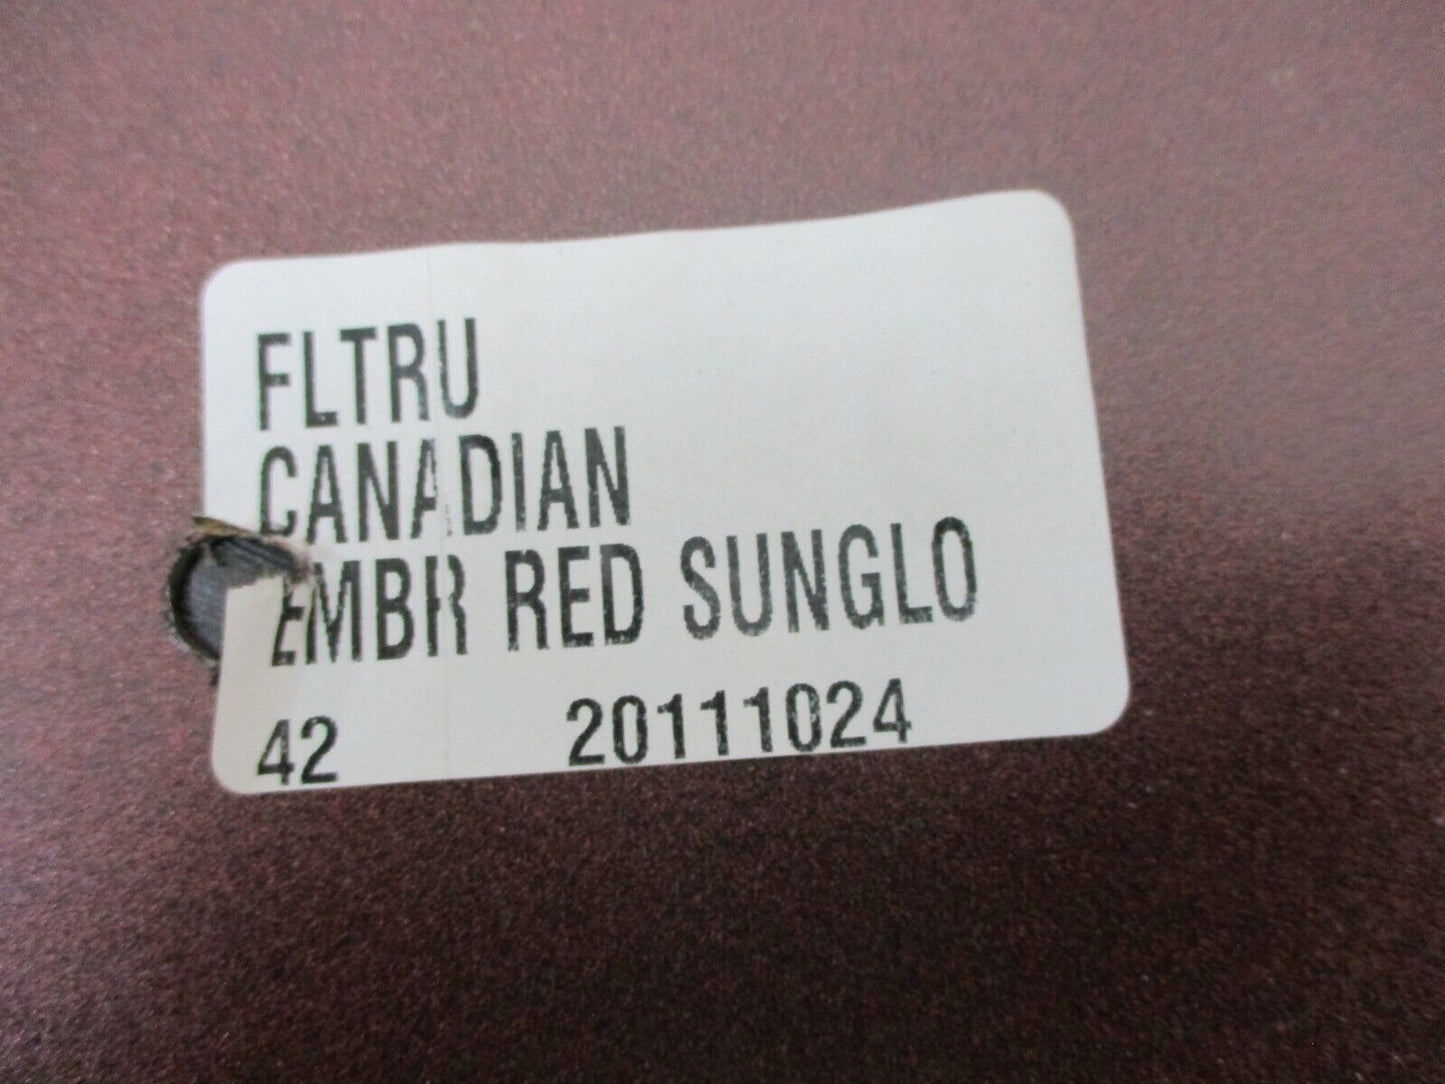 FLTRU
CANADIAN
EMBR RED SUNGLO
42 20111024